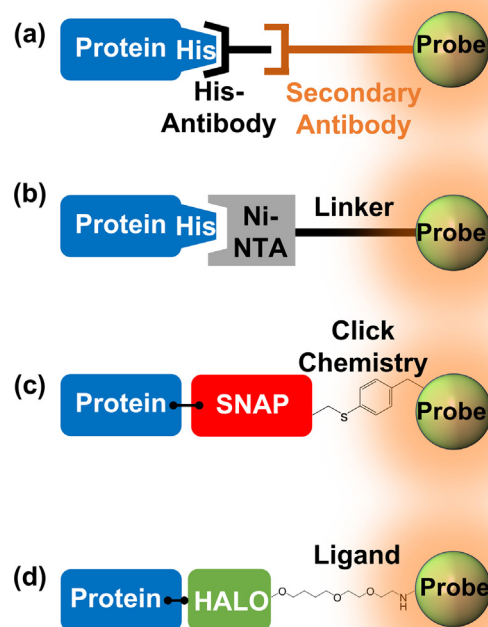 (a)
Protein
His
Probe
His-
Antibody
Secondary
Antibody
(b)
Protein
His
Ni-
NTA
Linker
Probe
(c)
Protein
SNAP
Click
Chemistry
S
Probe
(d)
Protein
HALO
Ligand
O
O
O
N
H
Probe